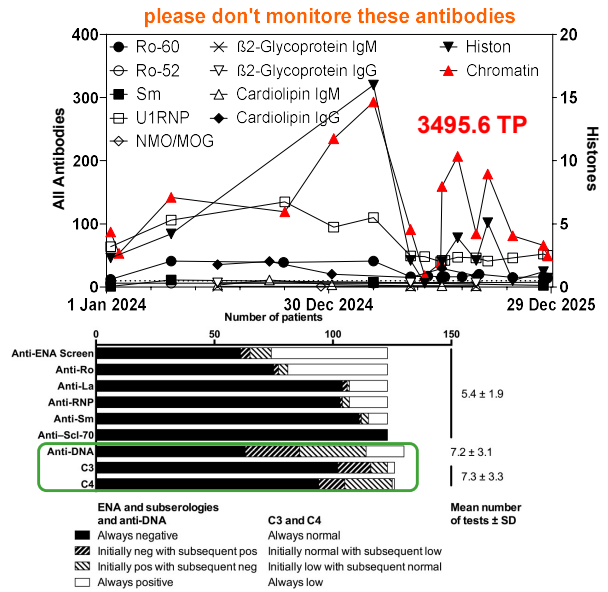 please don't monitore these antibodies
400
300
200
100
0
All Antibodies
20
15
10
5
0
Histones
Ro-60
Ro-52
Sm
U1RNP
NMO/MOG
ß2-Glycoprotein IgM
ß2-Glycoprotein IgG
Cardiolipin IgM
Cardiolipin IgG
Histon
Chromatin
3495.6 TP
1 Jan 2024
30 Dec 2024
29 Dec 2025
Number of patients
0
50
100
150
Anti-ENA Screen
Anti-Ro
Anti-La
Anti-RNP
Anti-Sm
Anti–Scl-70
Anti-DNA
C3
C4
5.4 ± 1.9
7.2 ± 3.1
7.3 ± 3.3
Mean number
of tests ± SD
ENA and subserologies
and anti-DNA
Always negative
Initially neg with subsequent pos
Initially pos with subsequent neg
Always positive
C3 and C4
Always normal
Initially normal with subsequent low
Initially low with subsequent normal
Always low